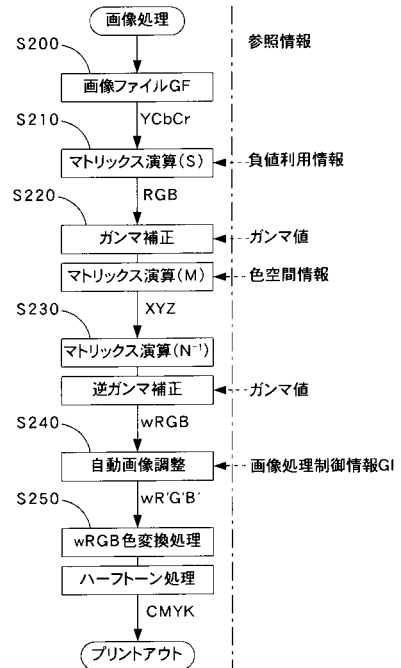 画像処理
参照情報
S200
画像ファイルGF
YCbCr
S210
マトリックス演算(S)
負値利用情報
RGB
S220
ガンマ補正
ガンマ値
マトリックス演算(M)
色空間情報
XYZ
S230
マトリックス演算(N⁻¹)
逆ガンマ補正
ガンマ値
wRGB
S240
自動画像調整
画像処理制御情報GI
wR'G'B'
S250
wRGB色変換処理
ハーフトーン処理
CMYK
プリントアウト